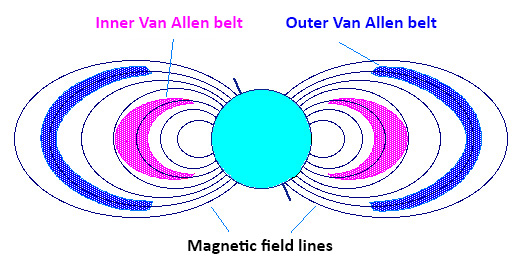 Inner Van Allen belt
Outer Van Allen belt
Magnetic field lines